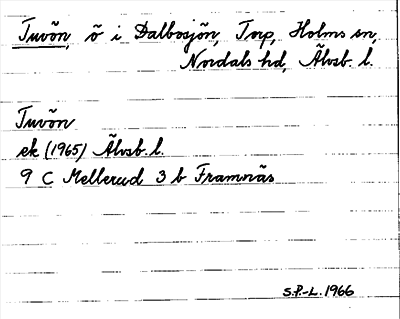 Tuvön, ö i Dalbosjön, Torp, Holms sn,
Nordals hd, Älvsb. l.
Tuvön
ek (1965) Älvsb. l.
9 C Mellerud 3 b Framnäs
S.P.-L. 1966